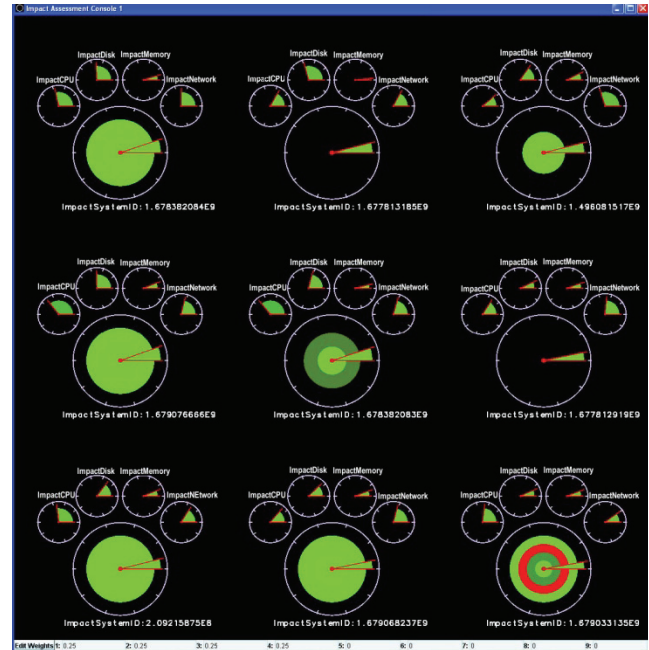 Impact Assessment Console 1
ImpactDisk ImpactMemory
ImpactCPU ImpactNetwork
ImpactSystemID: 1.678382084E9
ImpactDisk ImpactMemory
ImpactCPU ImpactNetwork
ImpactSystemID: 1.677813185E9
ImpactDisk ImpactMemory
ImpactCPU ImpactNetwork
ImpactSystemID: 1.496081517E9
ImpactDisk ImpactMemory
ImpactCPU ImpactNetwork
ImpactSystemID: 1.679076666E9
ImpactDisk ImpactMemory
ImpactCPU ImpactNetwork
ImpactSystemID: 1.678382083E9
ImpactDisk ImpactMemory
ImpactCPU ImpactNetwork
ImpactSystemID: 1.677812919E9
ImpactDisk ImpactMemory
ImpactCPU ImpactNEtwork
ImpactSystemID: 2.09215875E8
ImpactDisk ImpactMemory
ImpactCPU ImpactNetwork
ImpactSystemID: 1.679068237E9
ImpactDisk ImpactMemory
ImpactCPU ImpactNetwork
ImpactSystemID: 1.679033135E9
Edit Weights 1: 0.25 2: 0.25 3: 0.25 4: 0.25 5: 0 6: 0 7: 0 8: 0 9: 0